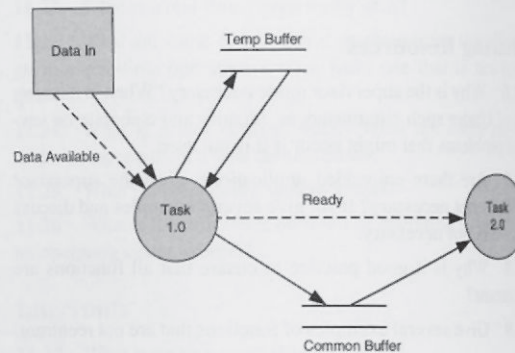 Data In
Temp Buffer
Data Available
Task
1.0
Ready
Task
2.0
Common Buffer